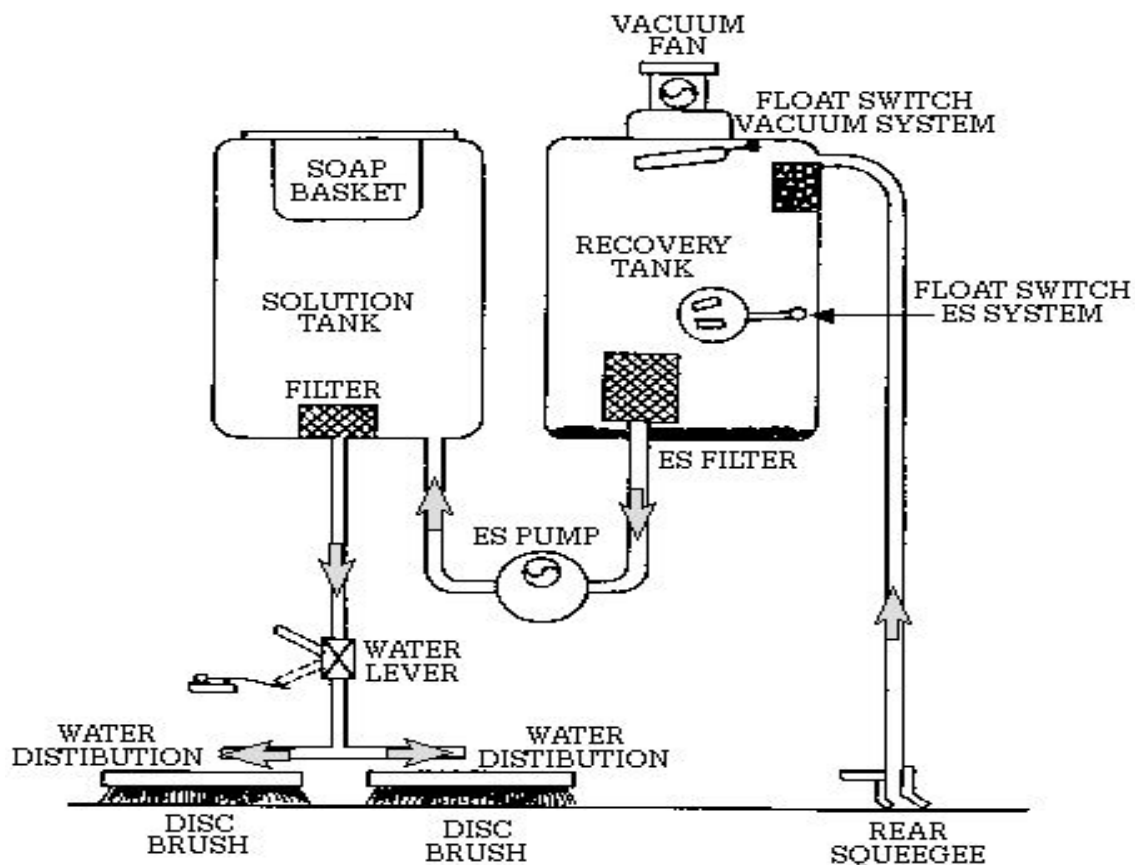 VACUUM
FAN
FLOAT SWITCH
VACUUM SYSTEM
SOAP
BASKET
RECOVERY
TANK
SOLUTION
TANK
FLOAT SWITCH
ES SYSTEM
FILTER
ES FILTER
ES PUMP
WATER
LEVER
WATER
DISTIBUTION
WATER
DISTRIBUTION
DISC
BRUSH
DISC
BRUSH
REAR
SQUEEGEE